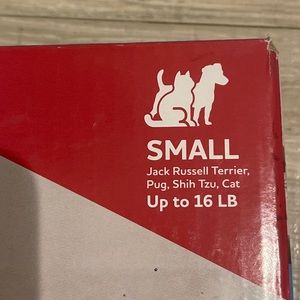 SMALL
Jack Russell Terrier,
Pug, Shih Tzu, Cat
Up to 16 LB